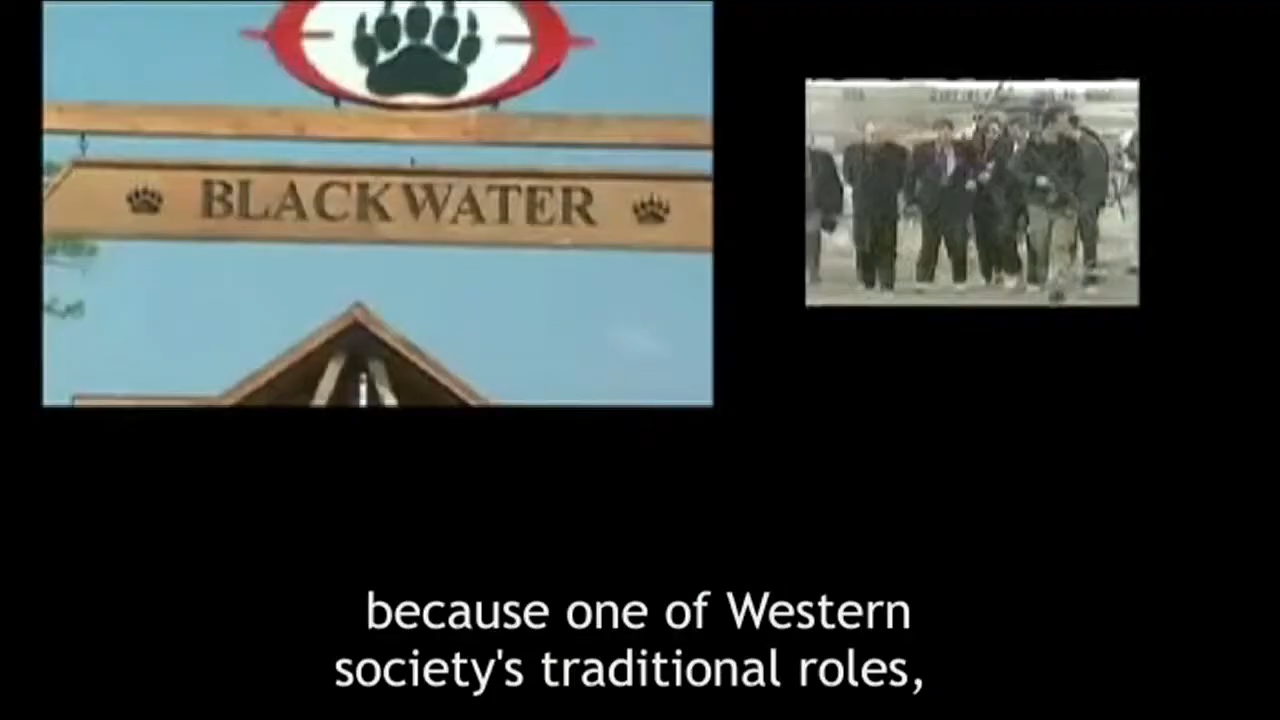 BLACKWATER
because one of Western
society's traditional roles,